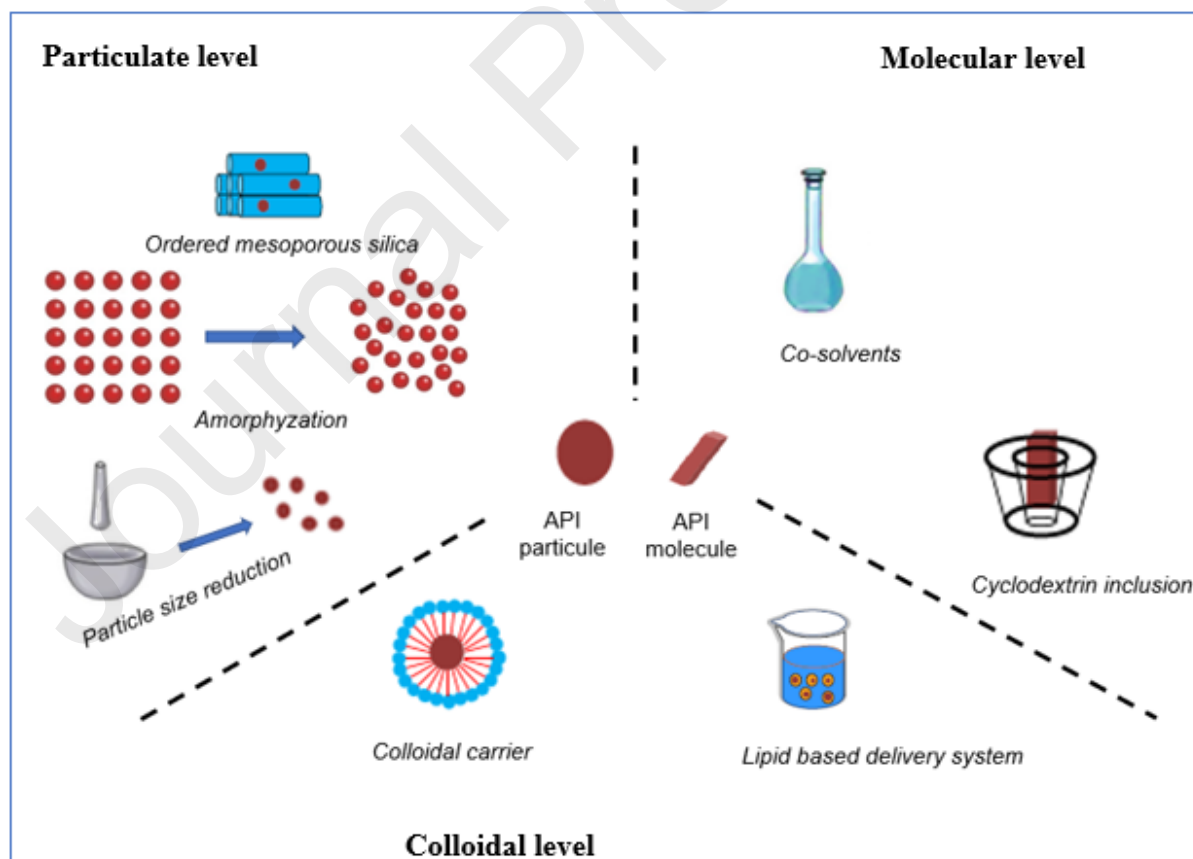 Particulate level
Molecular level
Ordered mesoporous silica
Amorphyzation
Particle size reduction
Co-solvents
Cyclodextrin inclusion
API
particule
API
molecule
Colloidal carrier
Lipid based delivery system
Colloidal level
Journal Pr